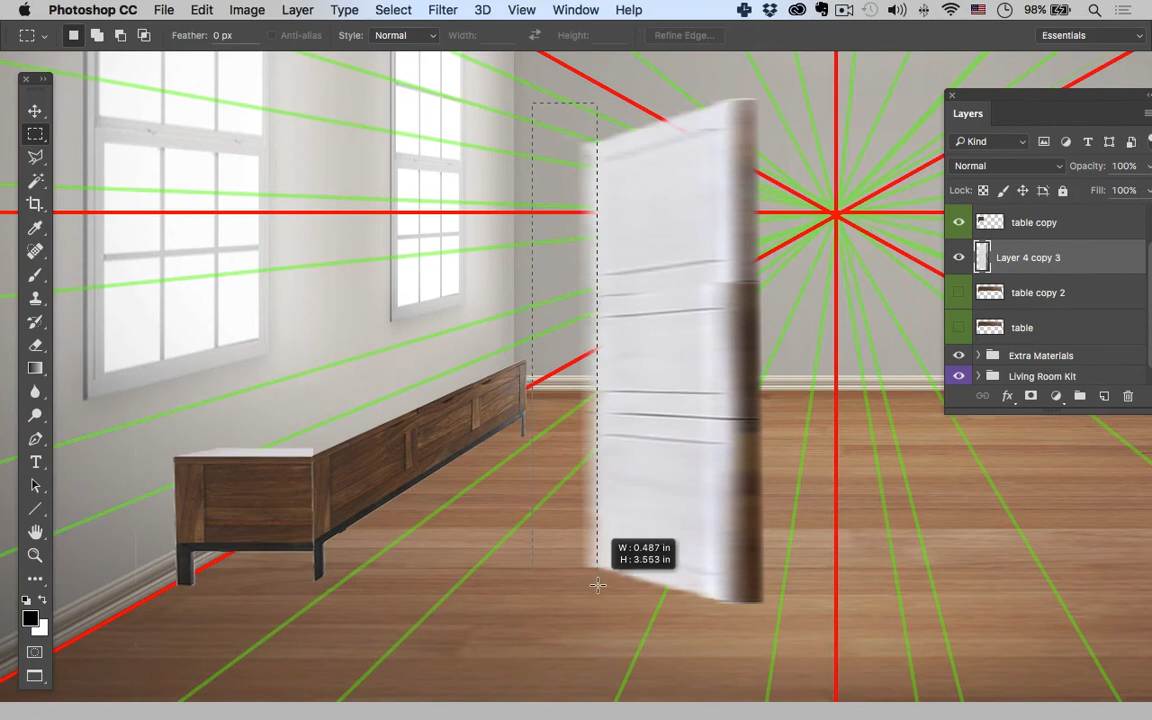 Photoshop CC File Edit Image Layer Type Select Filter 3D View Window Help 98%
Feather: 0 px Anti-alias Style: Normal Width: Height: Refine Edge... Essentials
Layers
Kind
Normal Opacity: 100%
Lock: Fill: 100%
table copy
Layer 4 copy 3
table copy 2
table
Extra Materials
Living Room Kit
fx
W: 0.487 in
H: 3.553 in